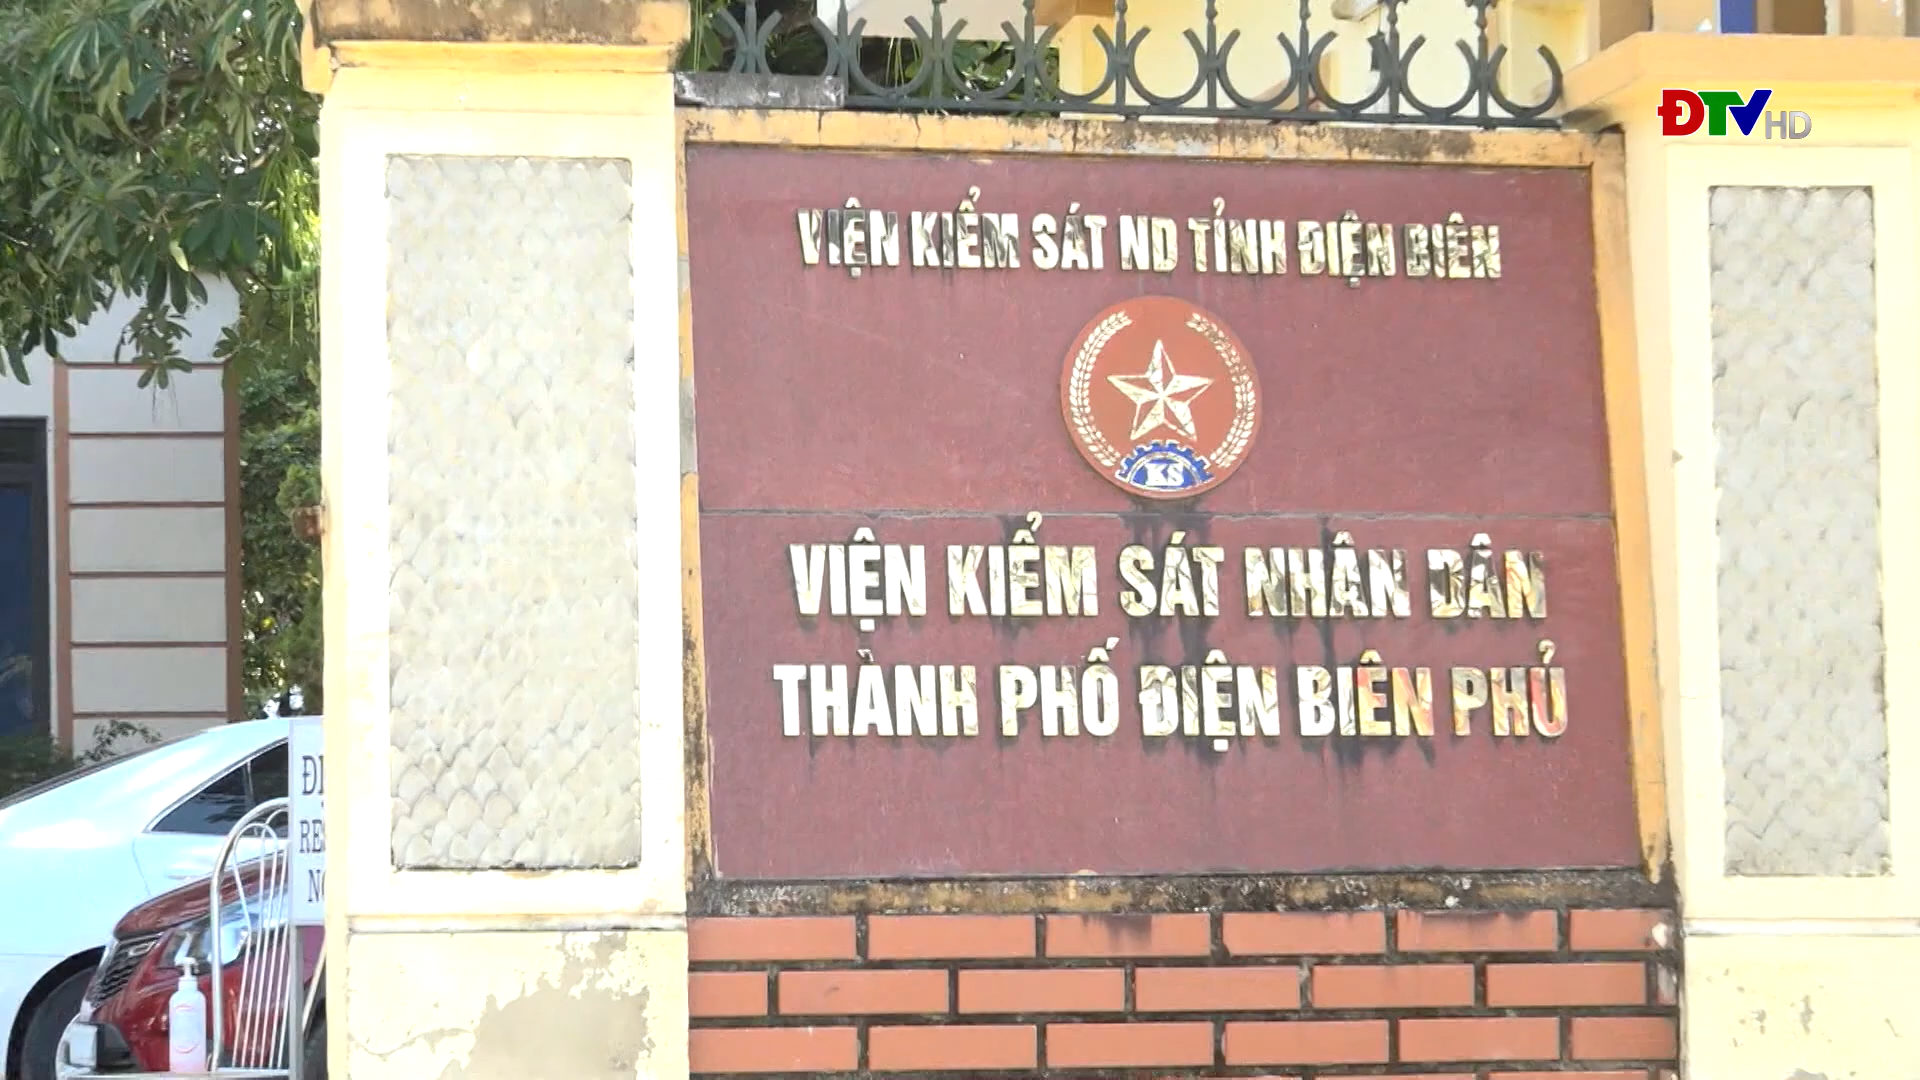 ĐTV HD
VIỆN KIỂM SÁT ND TỈNH ĐIỆN BIÊN
KS
VIỆN KIỂM SÁT NHÂN DÂN
THÀNH PHỐ ĐIỆN BIÊN PHỦ